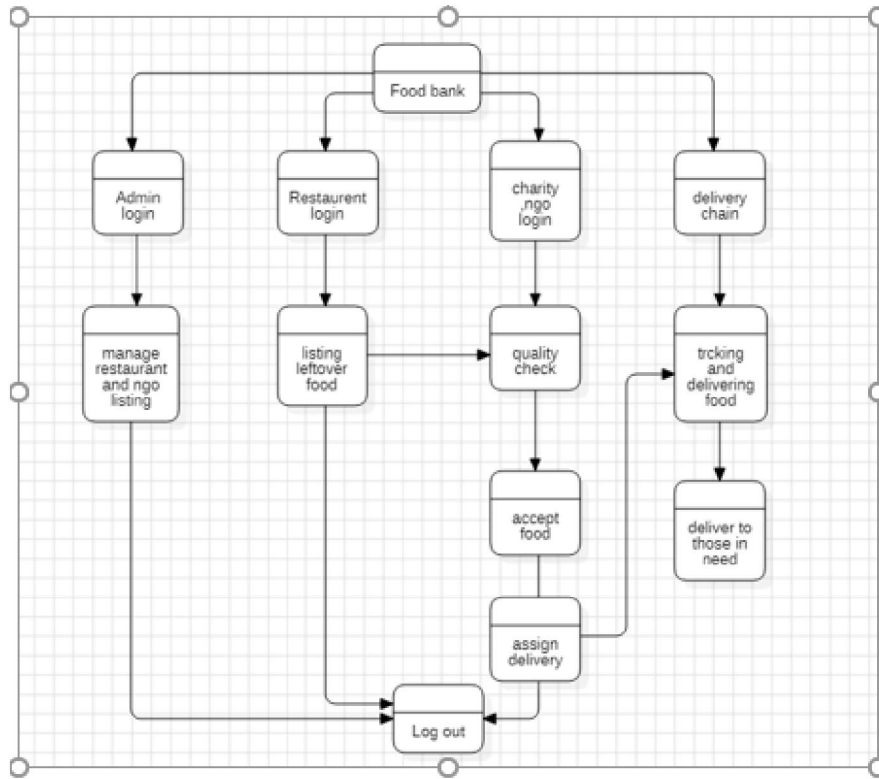 Food bank
Admin
login
Restaurent
login
charity
,ngo
login
delivery
chain
manage
restaurant
and ngo
listing
listing
leftover
food
quality
check
trcking
and
delivering
food
accept
food
deliver to
those in
need
assign
delivery
Log out